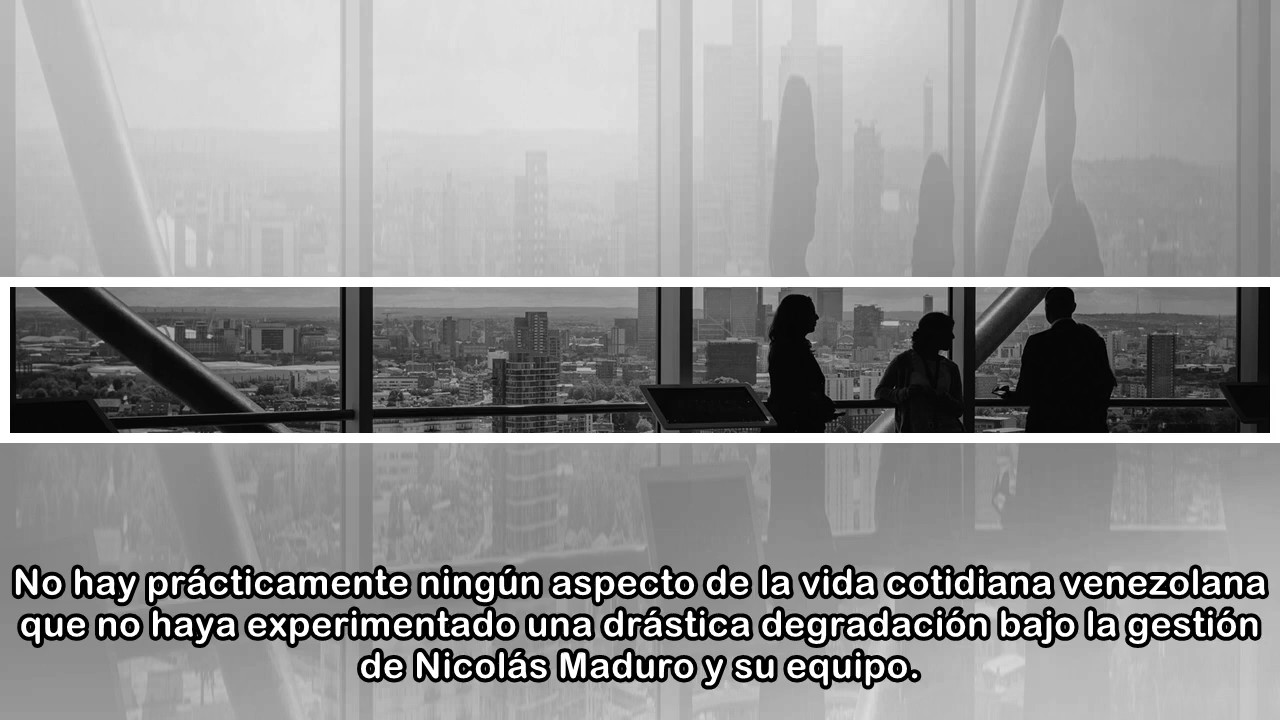 No hay prácticamente ningún aspecto de la vida cotidiana venezolana
que no haya experimentado una drástica degradación bajo la gestión
de Nicolás Maduro y su equipo.